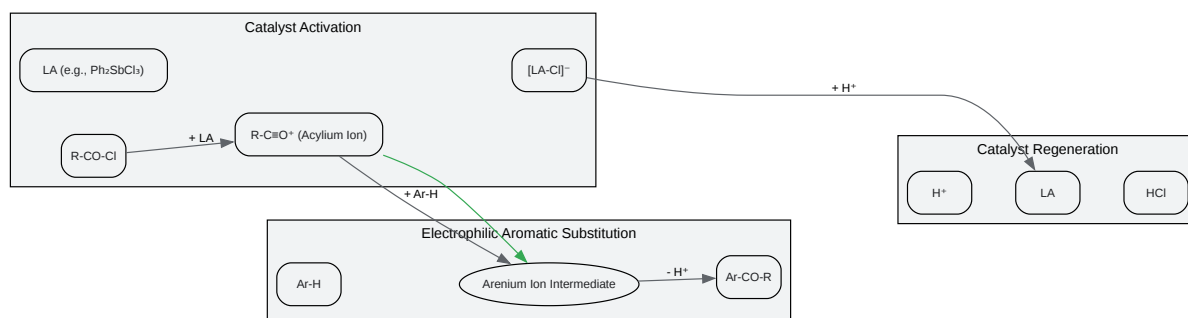 Catalyst Activation
LA (e.g., Ph₂SbCl₃)
[LA-Cl]⁻
+ H⁺
R-CO-Cl
+ LA
R-C≡O⁺ (Acylium Ion)
+ Ar-H
Catalyst Regeneration
H⁺
LA
HCl
Electrophilic Aromatic Substitution
Ar-H
Arenium Ion Intermediate
- H⁺
Ar-CO-R